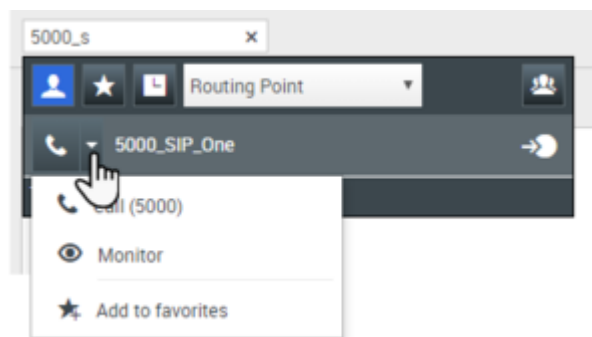 5000_s ×
Routing Point
5000_SIP_One
Call (5000)
Monitor
Add to favorites